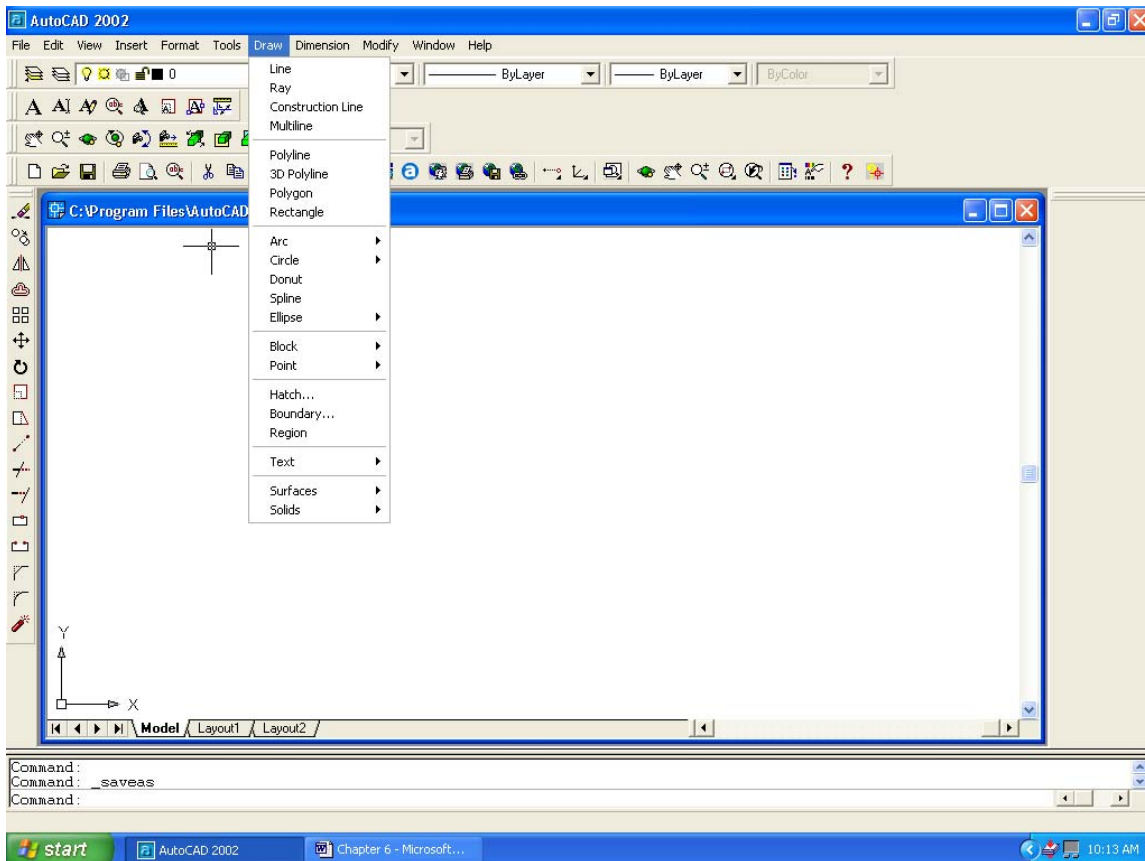 AutoCAD 2002
File Edit View Insert Format Tools Draw Dimension Modify Window Help
0 ByLayer ByLayer ByColor
C:\Program Files\AutoCAD
Line
Ray
Construction Line
Multiline
Polyline
3D Polyline
Polygon
Rectangle
Arc
Circle
Donut
Spline
Ellipse
Block
Point
Hatch...
Boundary...
Region
Text
Surfaces
Solids
Y
X
Model Layout1 Layout2
Command:
Command: _saveas
Command:
start AutoCAD 2002 Chapter 6 - Microsoft... 10:13 AM